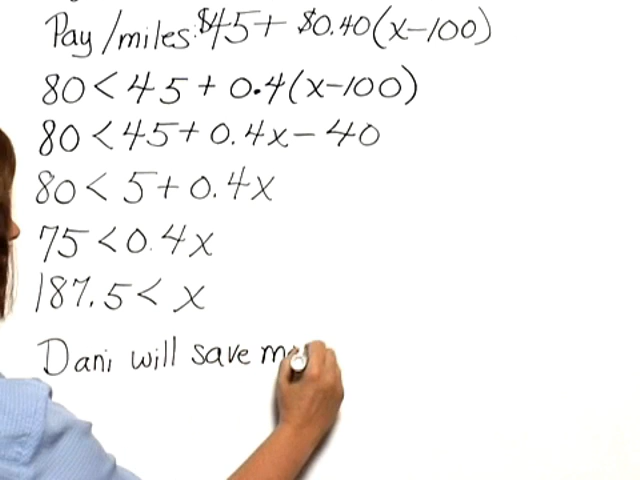 Pay/miles: $45+ $0.40(x-100)
80<45+0.4(x-100)
80<45+0.4x-40
80<5+0.4x
75<0.4x
187.5<x
Dani will save